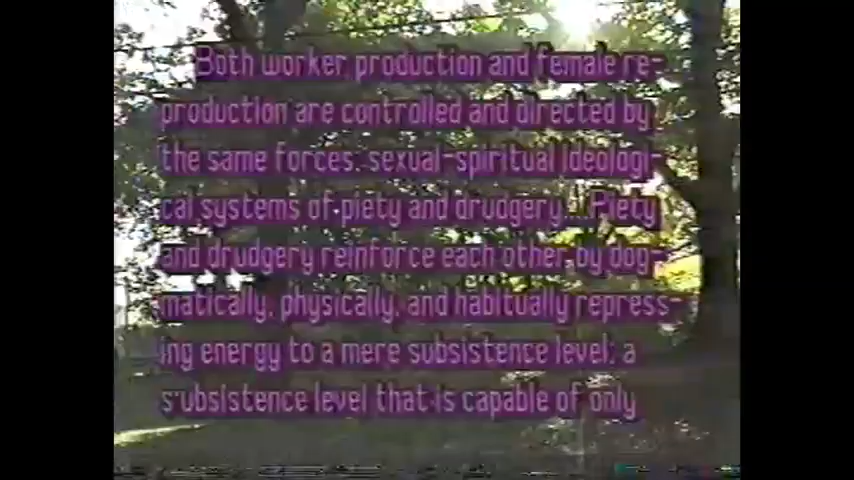 Both worker production and female re-
production are controlled and directed by
the same forces: sexual-spiritual ideologi-
cal systems of piety and drudgery... Piety
and drudgery reinforce each other by dog-
matically, physically, and habitually repress-
ing energy to a mere subsistence level; a
subsistence level that is capable of only